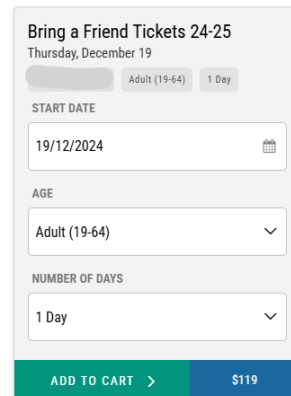 Bring a Friend Tickets 24-25
Thursday, December 19
Adult (19-64) 1 Day
START DATE
19/12/2024
AGE
Adult (19-64)
NUMBER OF DAYS
1 Day
ADD TO CART $119